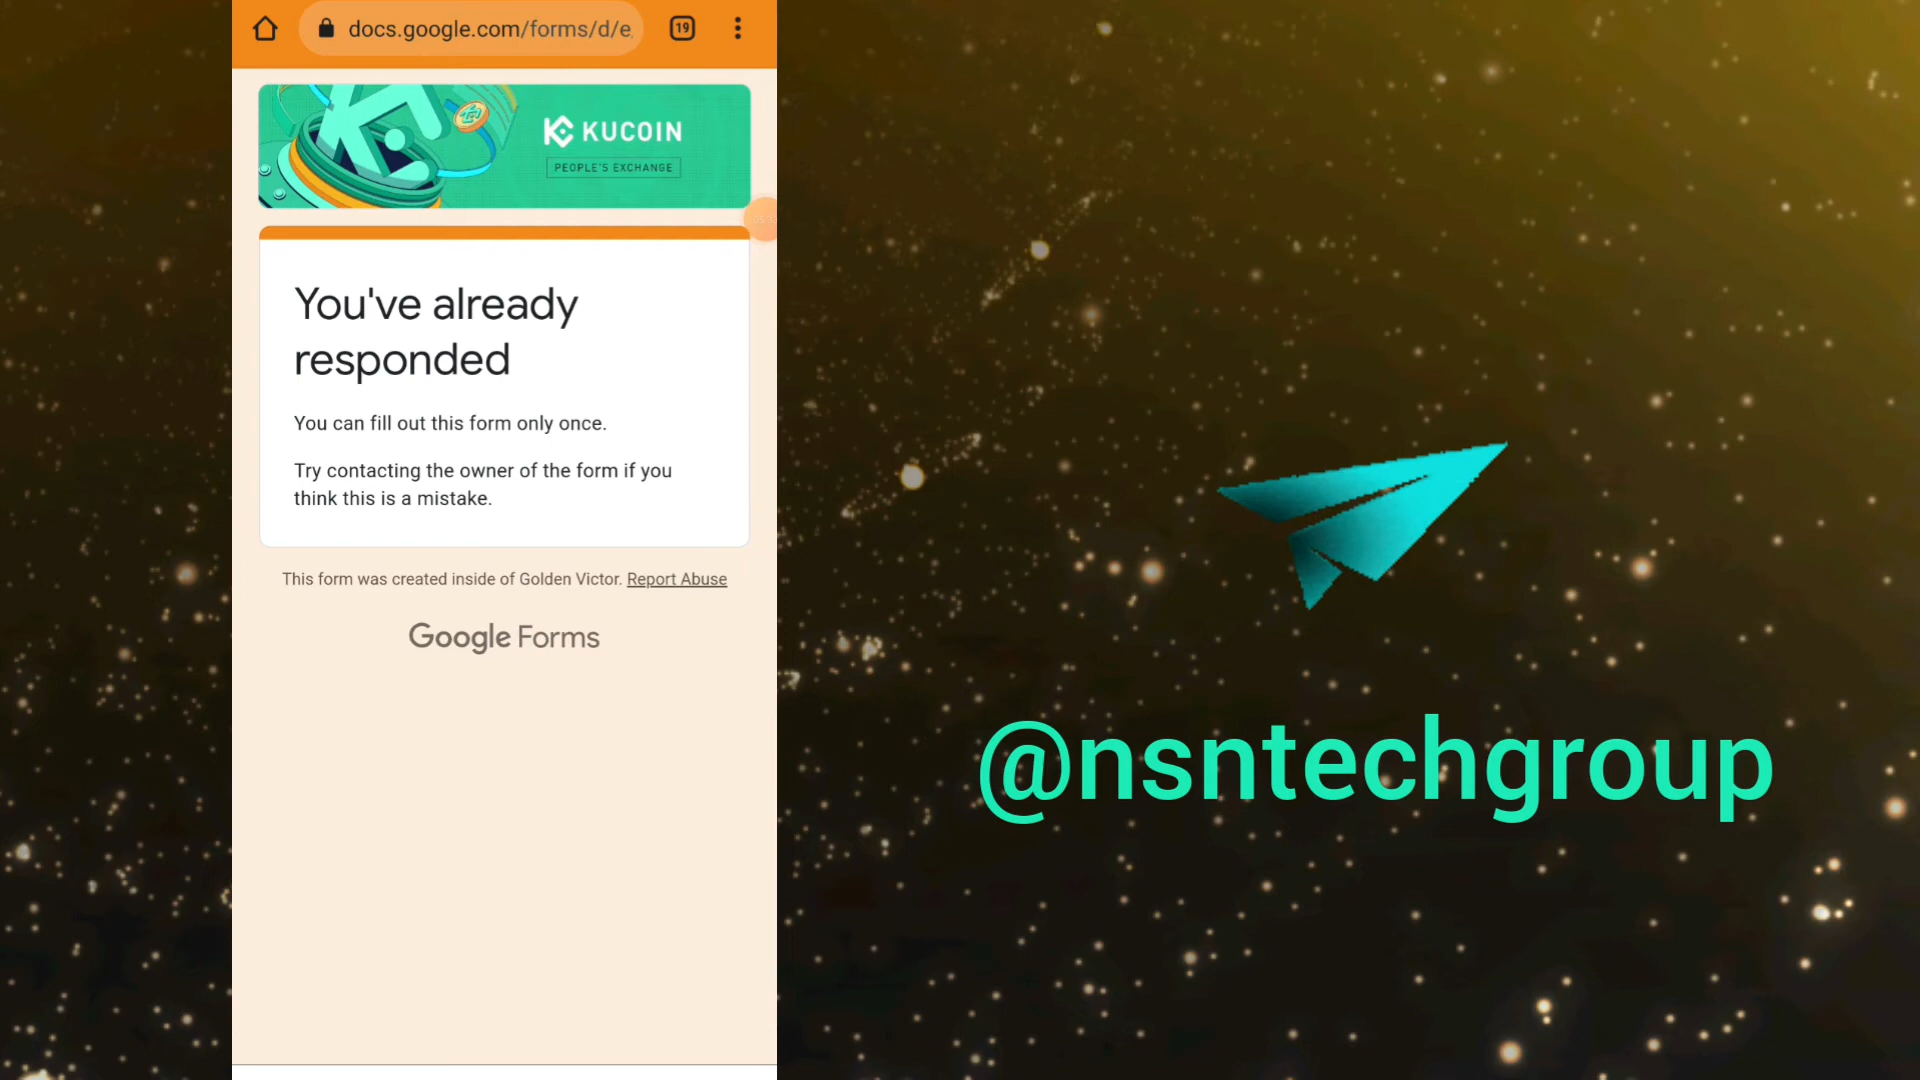 docs.google.com/forms/d/e
19
KUCOIN
PEOPLE'S EXCHANGE
You've already
responded
You can fill out this form only once.
Try contacting the owner of the form if you
think this is a mistake.
This form was created inside of Golden Victor. Report Abuse
Google Forms
@nsntechgroup